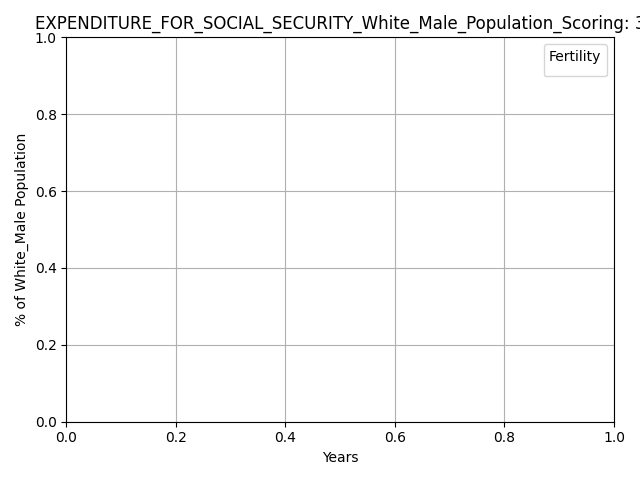 EXPENDITURE_FOR_SOCIAL_SECURITY_White_Male_Population_Scoring: 3
Fertility
% of White_Male Population
1.0
0.8
0.6
0.4
0.2
0.0
0.0 0.2 0.4 0.6 0.8 1.0
Years